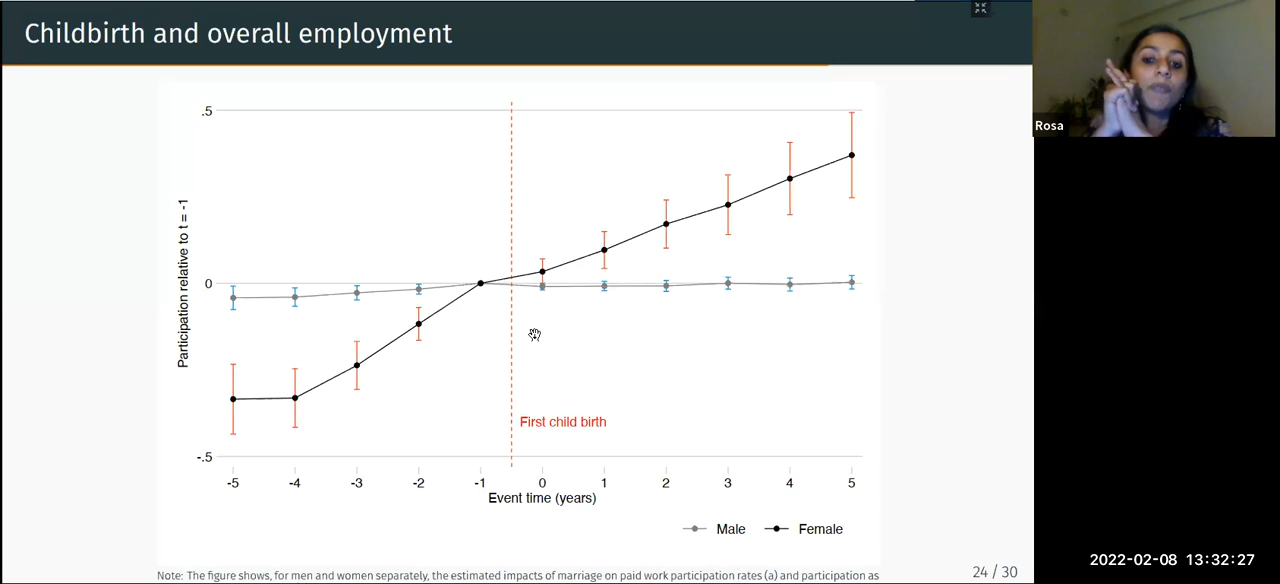 Childbirth and overall employment
Rosa
.5
0
-.5
Participation relative to t = -1
First child birth
-5 -4 -3 -2 -1 0 1 2 3 4 5
Event time (years)
Male Female
Note: The figure shows, for men and women separately, the estimated impacts of marriage on paid work participation rates (a) and participation as
24 / 30
2022-02-08 13:32:27